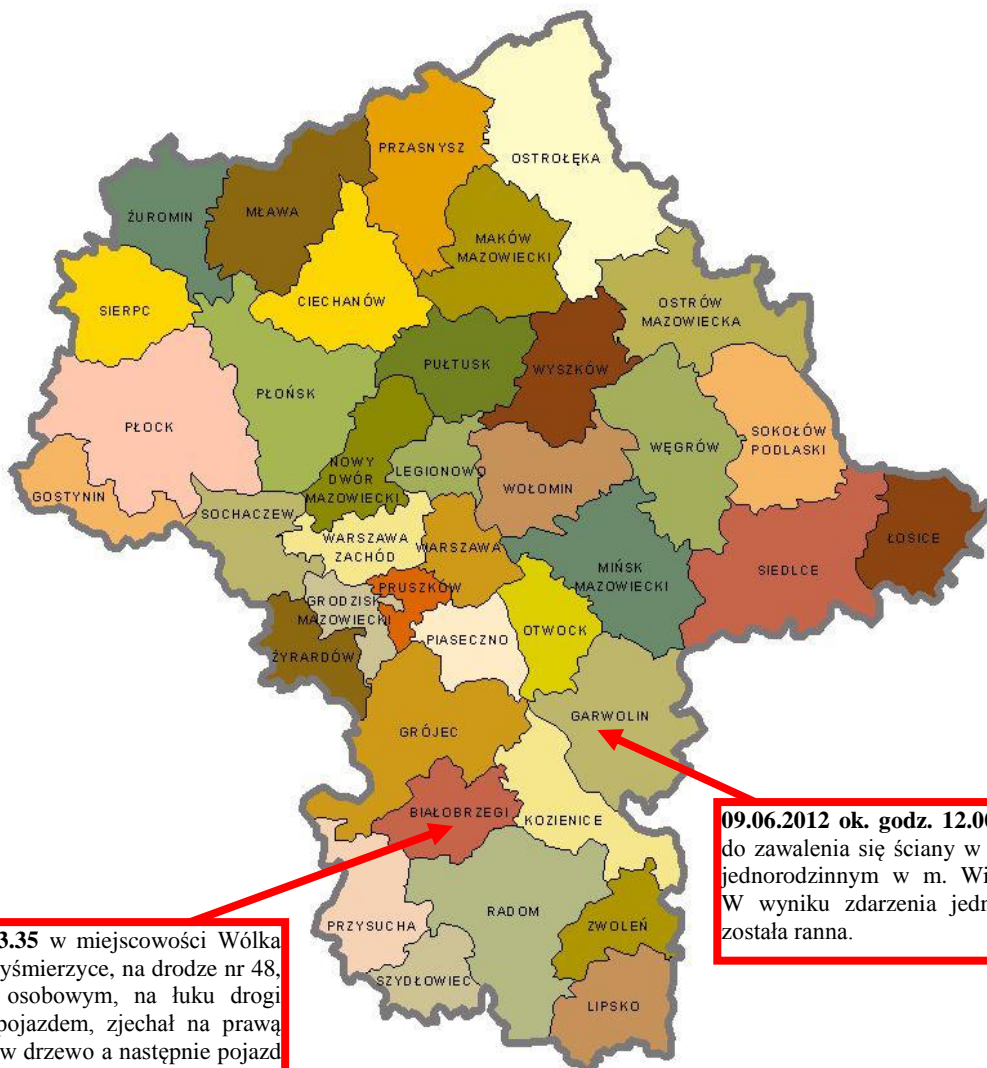 PRZASNYSZ
OSTROŁĘKA
ŻUROMIN
MŁAWA
MAKÓW
MAZOWIECKI
SIERPC
CIECHANÓW
OSTRÓW
MAZOWIECKA
PŁOCK
PŁOŃSK
PUŁTUSK
WYSZKÓW
SOKOŁÓW
PODLASKI
WĘGRÓW
GOSTYNIN
NOWY
DWÓR
MAZOWIECKI
LEGIONOWO
WOŁOMIN
SOCHACZEW
WARSZAWA
ZACHÓD
WARSZAWA
MIŃSK
MAZOWIECKI
SIEDLCE
ŁOSICE
GRODZISK
MAZOWIECKI
PRUSZKÓW
PIASECZNO
OTWOCK
ŻYRARDÓW
GRÓJEC
GARWOLIN
BIAŁOBRZEGI
KOZIENICE
PRZYSUCHA
RADOM
ZWOLEŃ
SZYDŁOWIEC
LIPSKO
09.06.2012 ok. godz. 12.00
do zawalenia się ściany w
jednorodzinnym w m. Wi
W wyniku zdarzenia jedn
została ranna.
3.35 w miejscowości Wólka
yśmierzyce, na drodze nr 48,
osobowym, na łuku drogi
pojazdem, zjechał na prawą
w drzewo a następnie pojazd